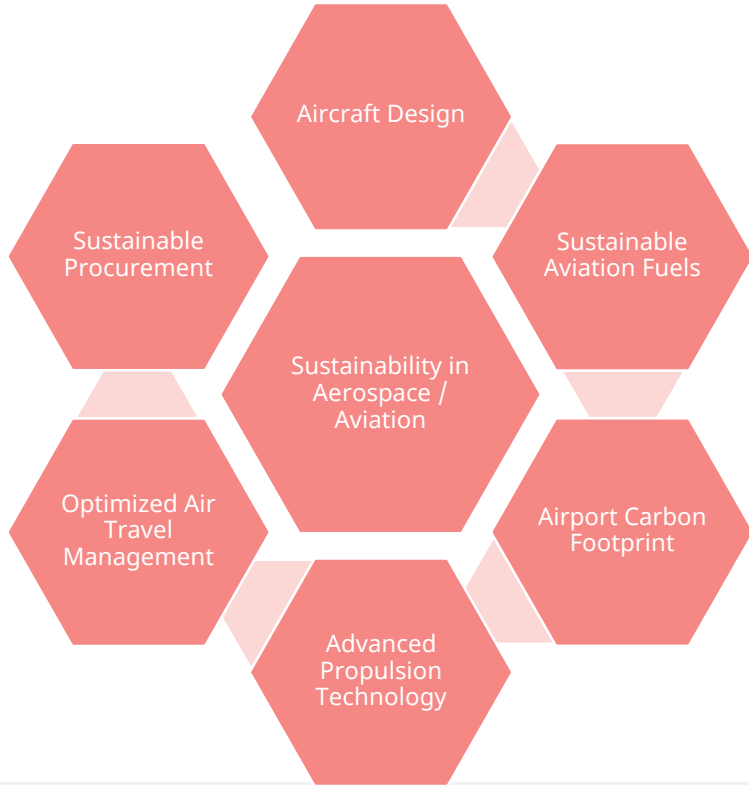 Aircraft Design
Sustainable
Procurement
Sustainable
Aviation Fuels
Sustainability in
Aerospace /
Aviation
Optimized Air
Travel
Management
Airport Carbon
Footprint
Advanced
Propulsion
Technology